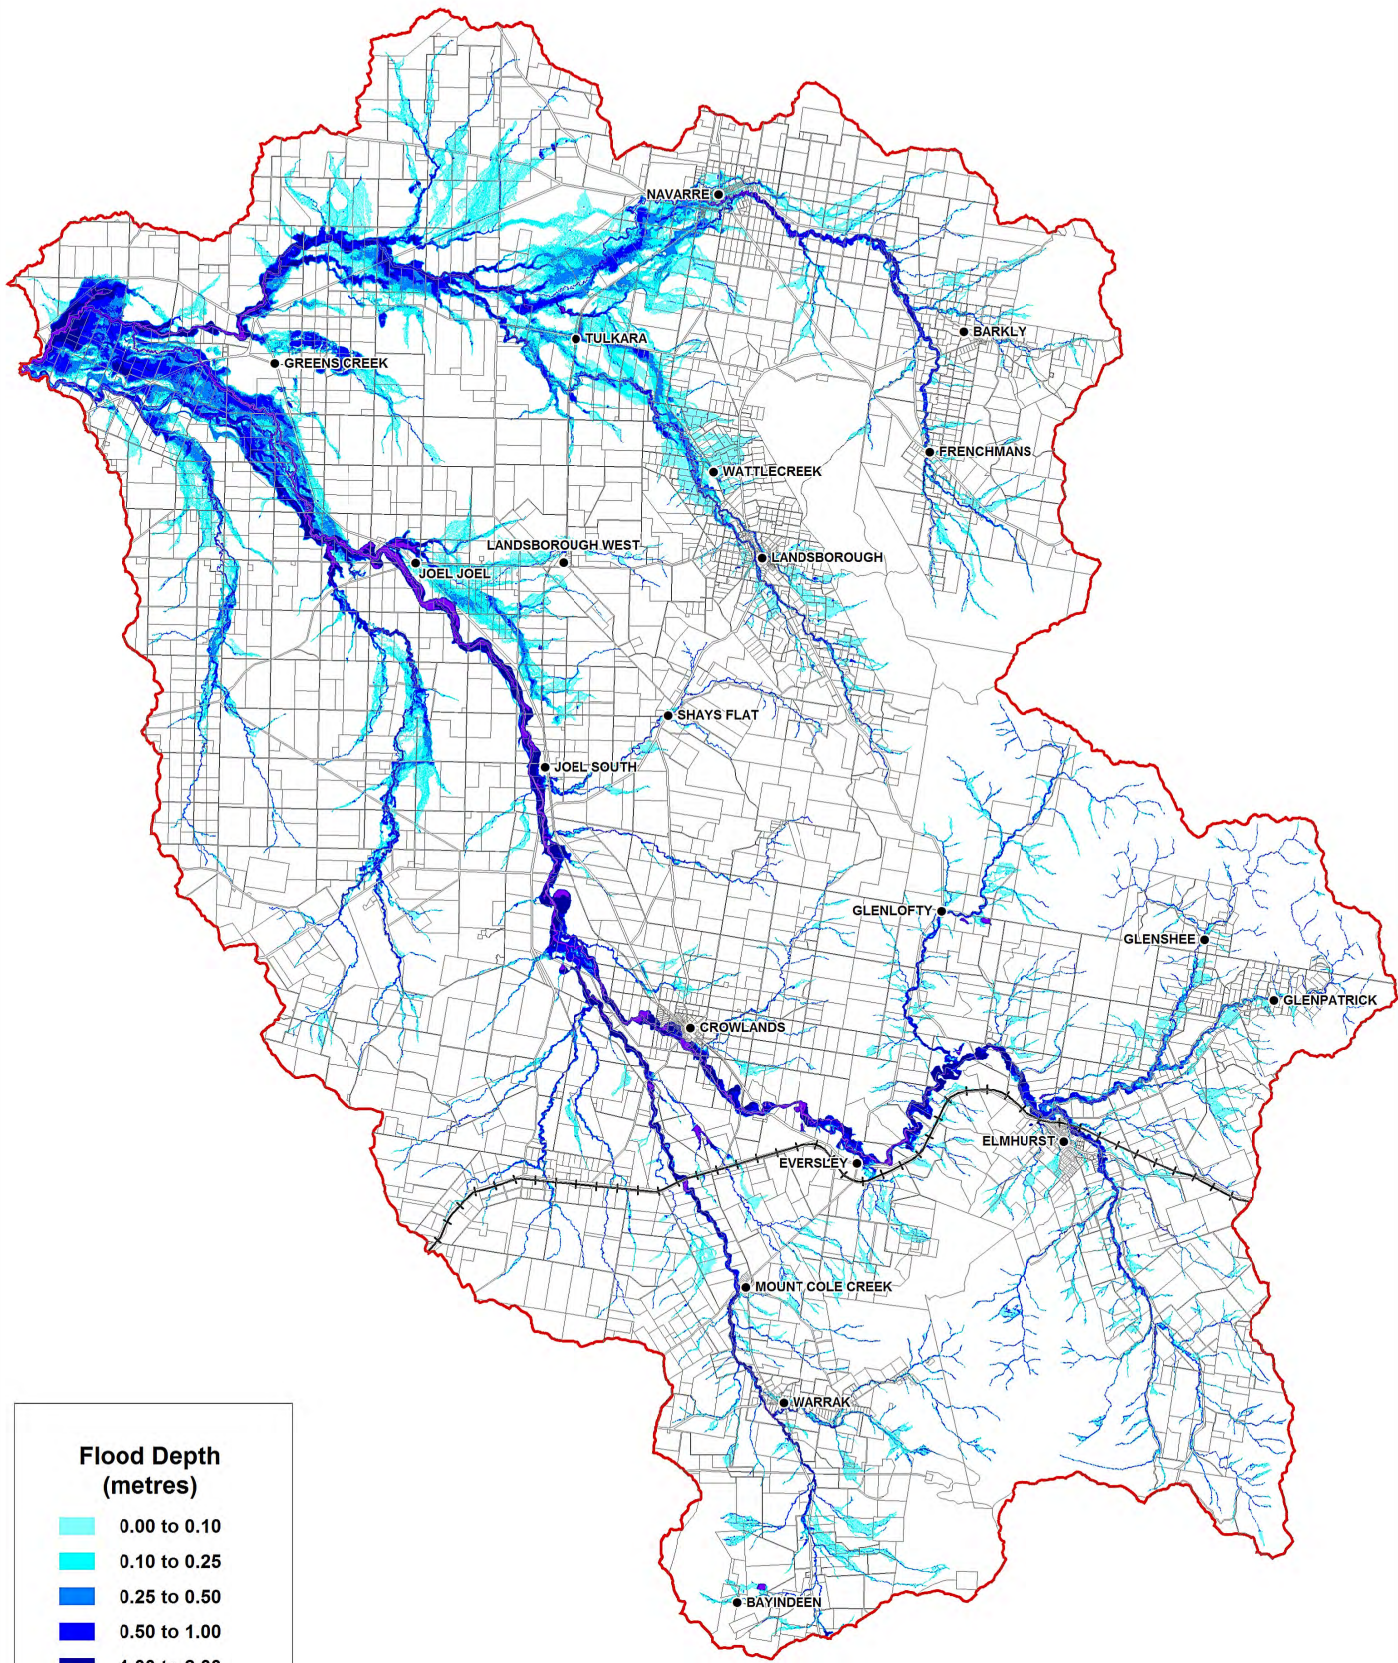 NAVARRE
BARKLY
TULKARA
GREENS CREEK
FRENCHMANS
WATTLECREEK
LANDSBOROUGH WEST
LANDSBOROUGH
JOEL JOEL
SHAYS FLAT
JOEL SOUTH
GLENLOFTY
GLENSHEE
GLENPATRICK
CROWLANDS
ELMHURST
EVERSLEY
MOUNT COLE CREEK
WARRAK
BAYINDEEN
Flood Depth
(metres)
0.00 to 0.10
0.10 to 0.25
0.25 to 0.50
0.50 to 1.00